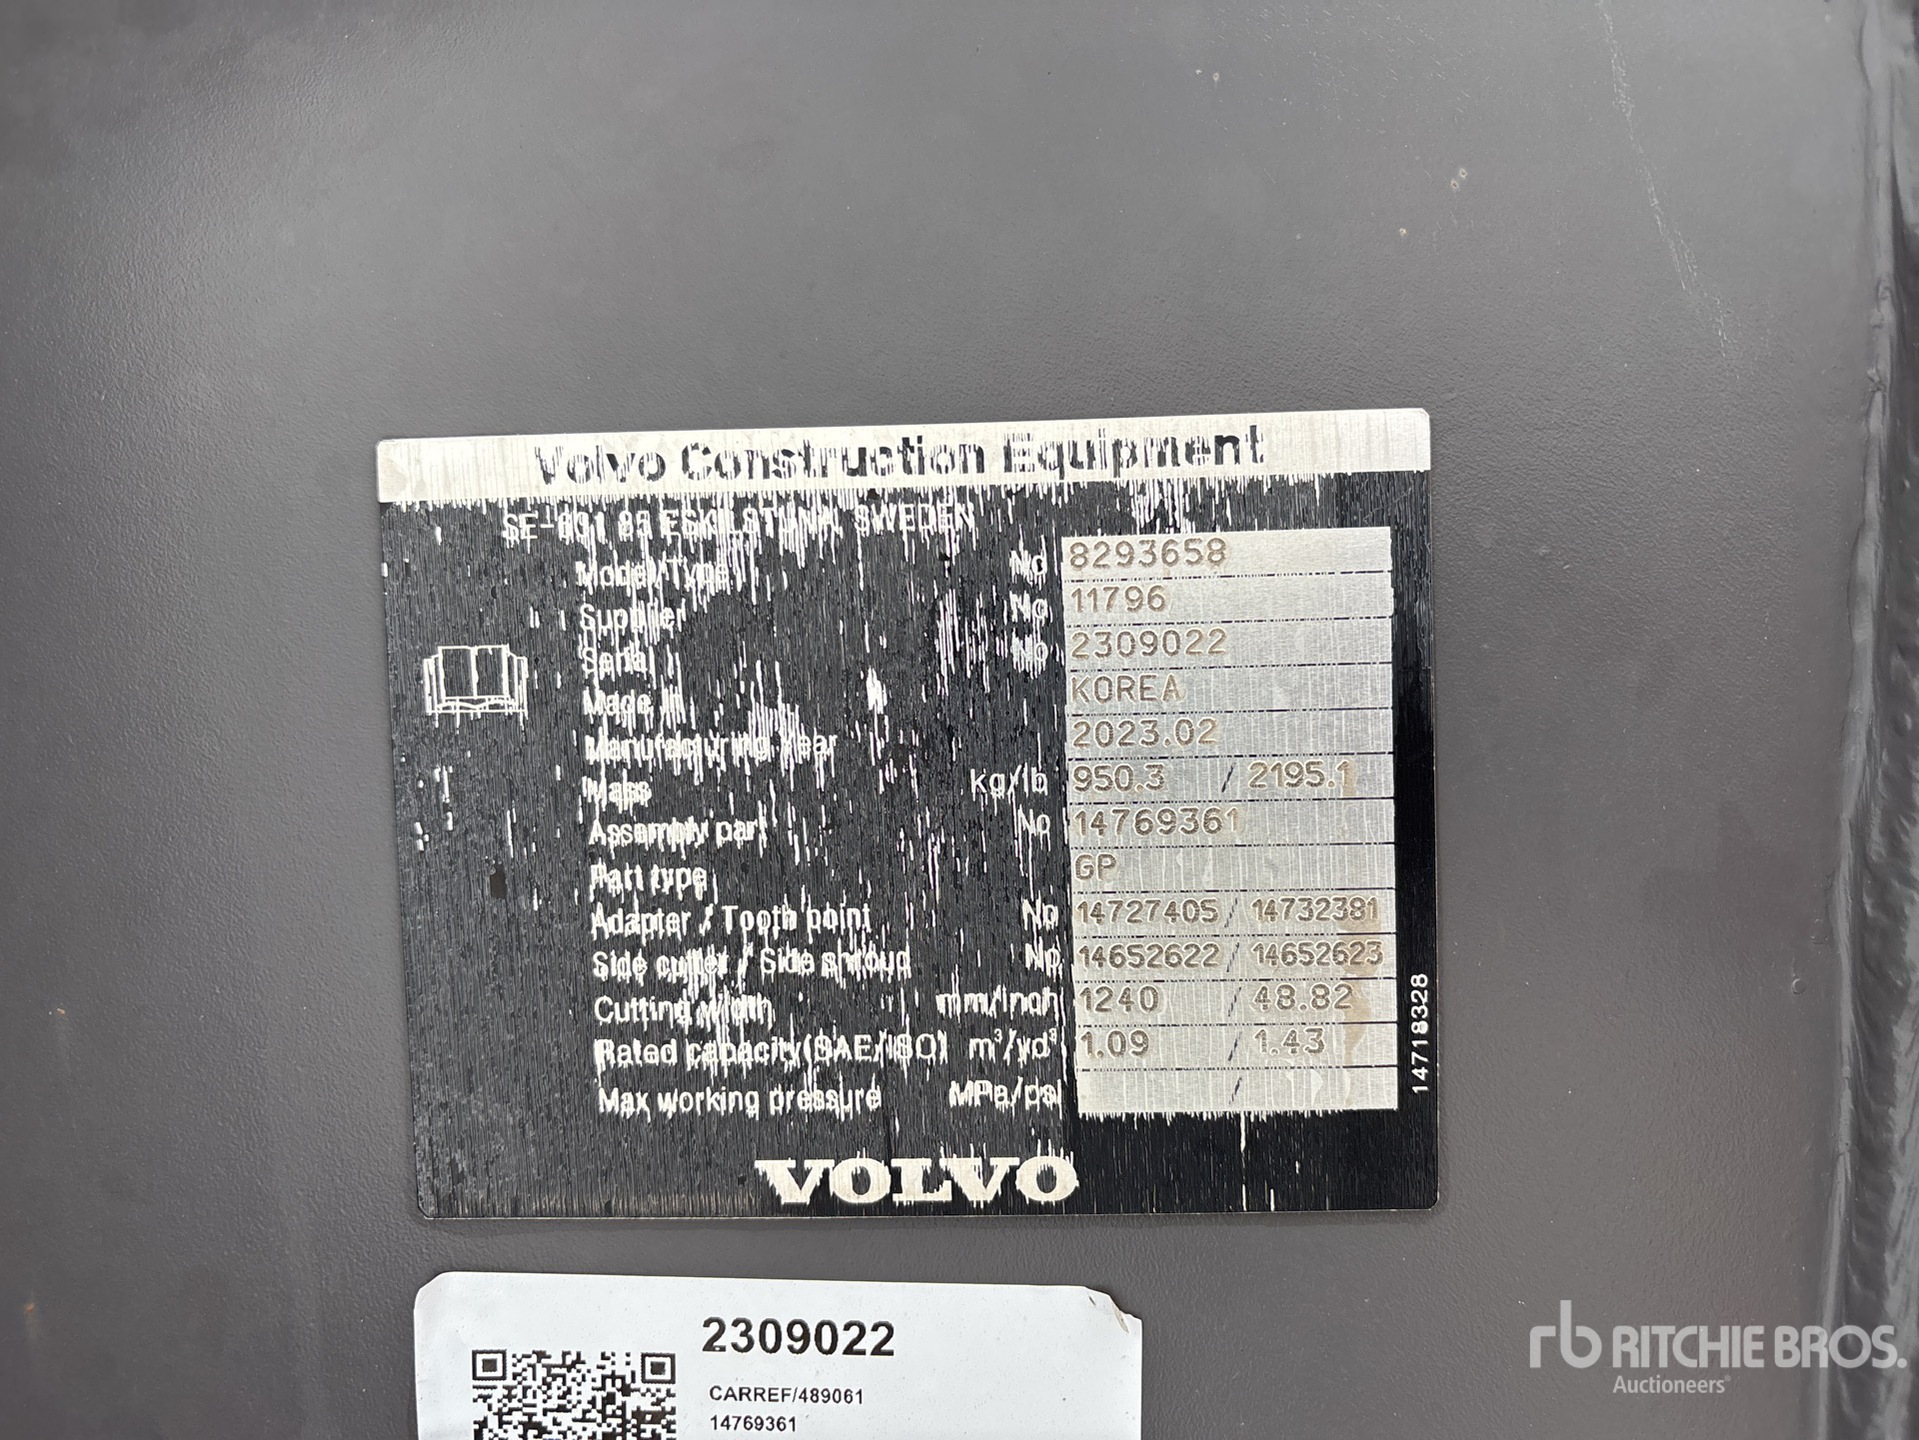 Volvo Construction Equipment
SE-631 85 ESKILSTUNA, SWEDEN
Model/Type No 8293658
Supplier No 11796
Serial No 2309022
Made in KOREA
Manufacturing year 2023.02
Mass kg/lb 950.3 / 2195.1
Assembly part No 14769361
Part type GP
Adapter / Tooth point No 14727405 / 14732381
Side cutter / Side shroud No 14652622 / 14652623
Cutting width mm/inch 1240 / 48.82
Rated capacity(SAE/ISO) m³/yd³ 1.09 / 1.43
Max working pressure MPa/psi /
14718328
VOLVO
2309022
CARREF/489061
14769361
rb RITCHIE BROS.
Auctioneers